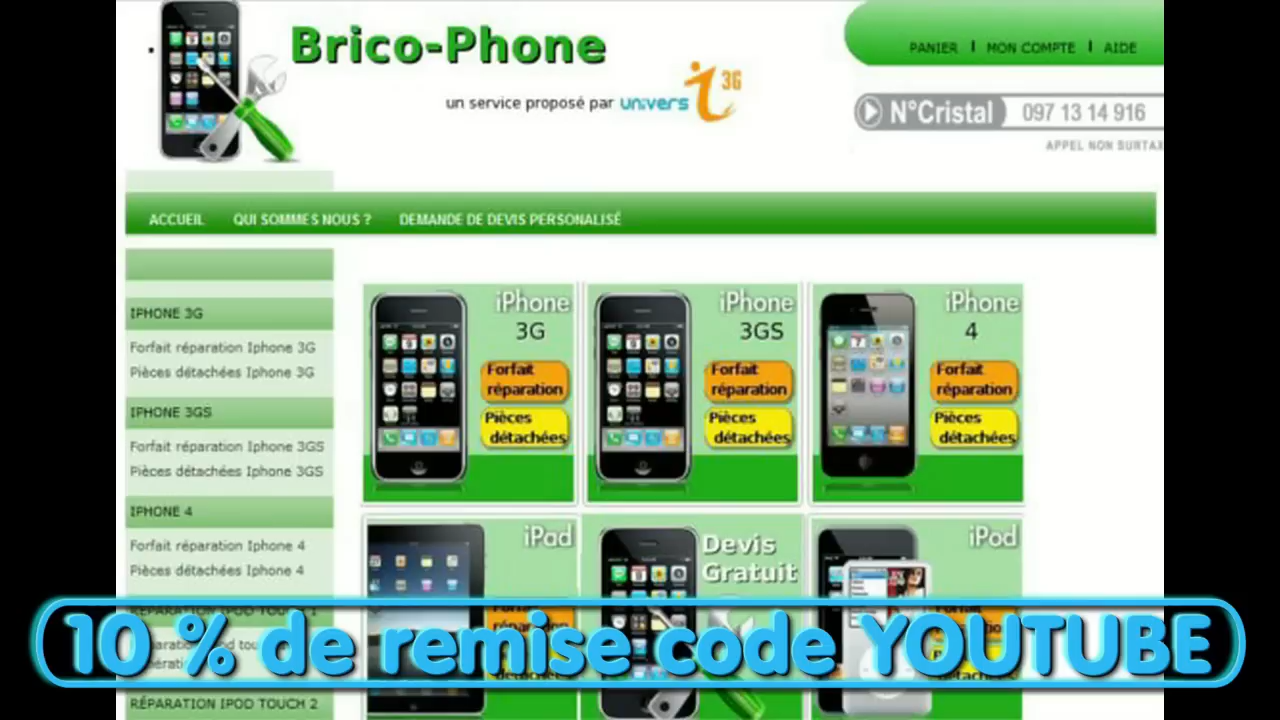 Brico-Phone
un service proposé par univers i 3G
PANIER | MON COMPTE | AIDE
N°Cristal 097 13 14 916
APPEL NON SURTAX
ACCUEIL QUI SOMMES NOUS ? DEMANDE DE DEVIS PERSONALISÉ
IPHONE 3G
Forfait réparation Iphone 3G
Pièces détachées Iphone 3G
IPHONE 3GS
Forfait réparation Iphone 3GS
Pièces détachées Iphone 3GS
IPHONE 4
Forfait réparation Iphone 4
Pièces détachées Iphone 4
RÉPARATION IPOD TOUCH 1
RÉPARATION IPOD TOUCH 2
iPhone
3G
Forfait
réparation
Pièces
détachées
iPhone
3GS
Forfait
réparation
Pièces
détachées
iPhone
4
Forfait
réparation
Pièces
détachées
iPad
Devis
Gratuit
iPod
10 % de remise code YOUTUBE